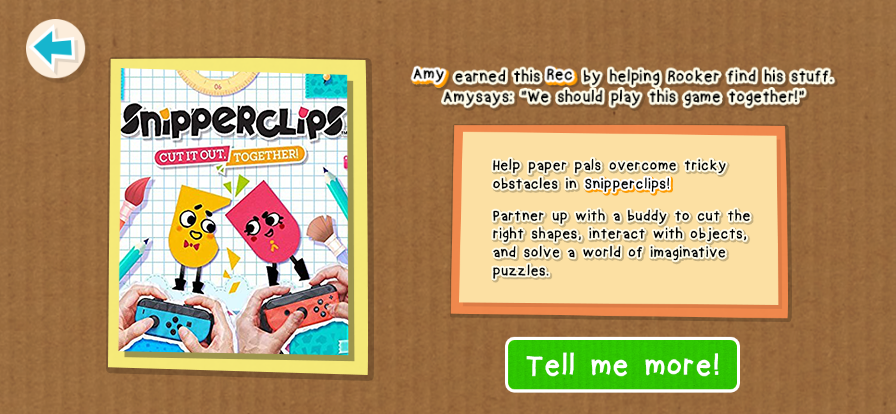 Amy earned this Rec by helping Rooker find his stuff.
Amysays: "We should play this game together!"
SNIPPERCLIPS™
CUT IT OUT, TOGETHER!
Help paper pals overcome tricky
obstacles in Snipperclips!
Partner up with a buddy to cut the
right shapes, interact with objects,
and solve a world of imaginative
puzzles.
Tell me more!